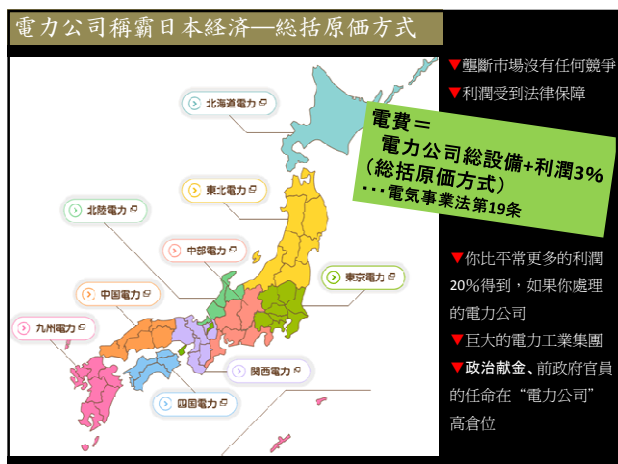 電力公司稱霸日本経済—総括原価方式
▼壟斷市場沒有任何競爭
▼利潤受到法律保障
電費＝
電力公司総設備+利潤3%
（総括原価方式）
･･･電気事業法第19条
北海道電力
東北電力
北陸電力
中部電力
東京電力
中国電力
九州電力
関西電力
四国電力
▼你比平常更多的利潤
20%得到，如果你處理
的電力公司
▼巨大的電力工業集團
▼政治献金、前政府官員
的任命在“電力公司”
高倉位